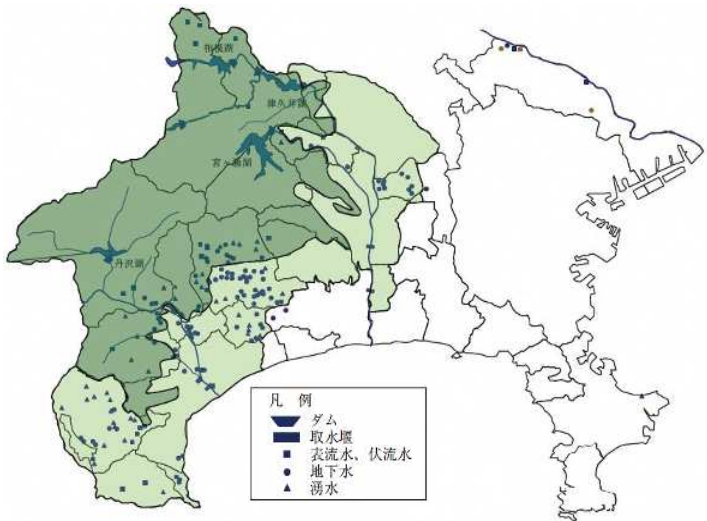 相模湖
津久井湖
宮ヶ瀬湖
丹沢湖
凡 例
ダム
取水堰
表流水、伏流水
地下水
湧水